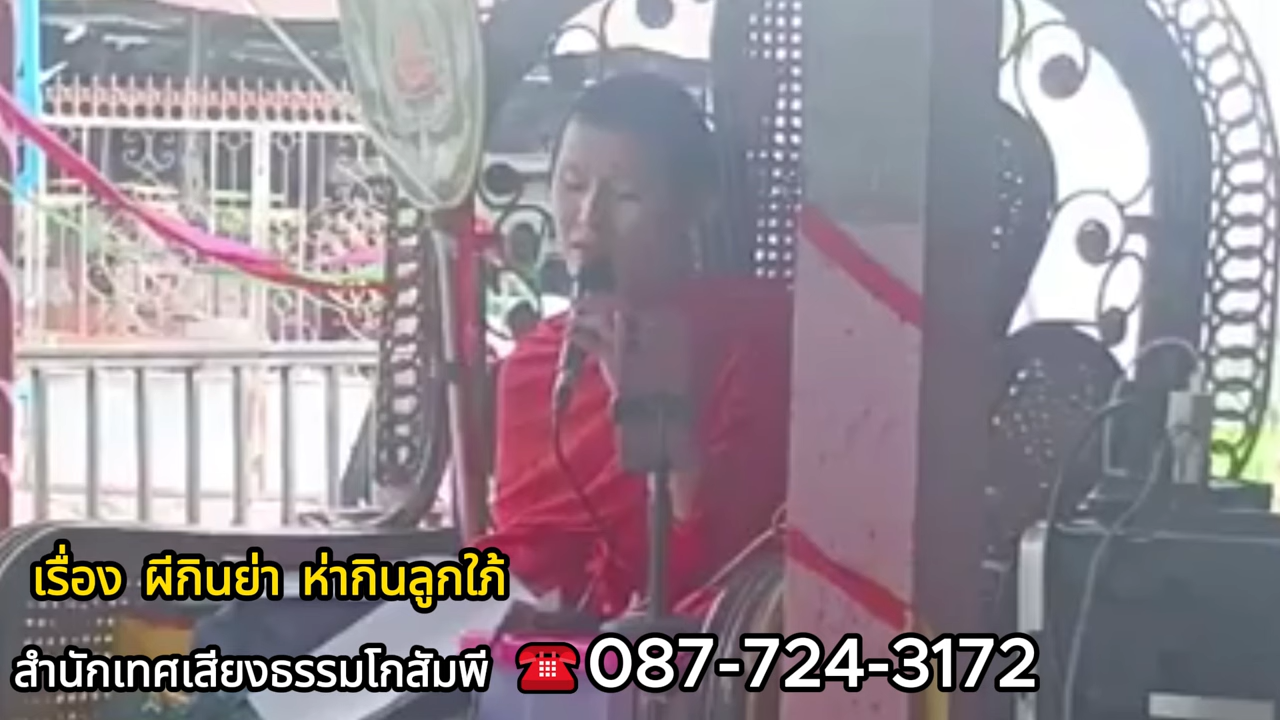 เรื่อง ผีกินย่า ห่ากินลูกใภ้
สำนักเทศเสียงธรรมโกสัมพี ☎087-724-3172